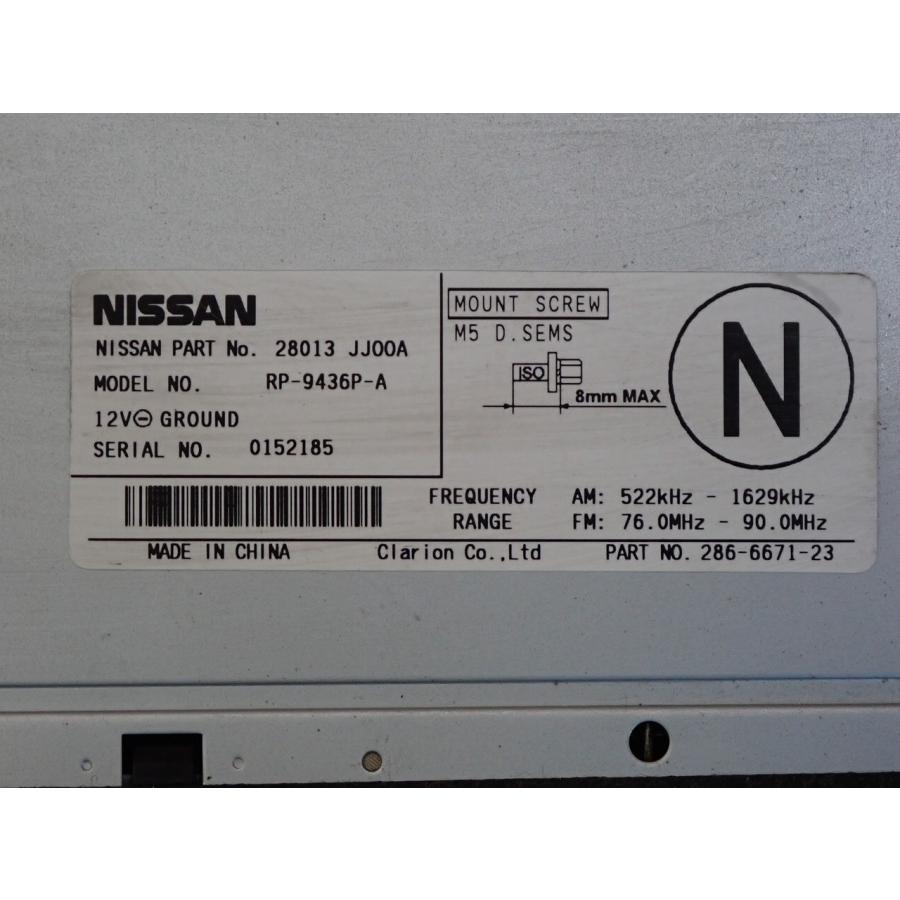 NISSAN
NISSAN PART No. 28013 JJ00A
MODEL NO. RP-9436P-A
12V⊖ GROUND
SERIAL NO. 0152185
MOUNT SCREW
M5 D.SEMS
ISO
8mm MAX
N
FREQUENCY RANGE
AM: 522kHz - 1629kHz
FM: 76.0MHz - 90.0MHz
MADE IN CHINA Clarion Co.,Ltd PART NO. 286-6671-23